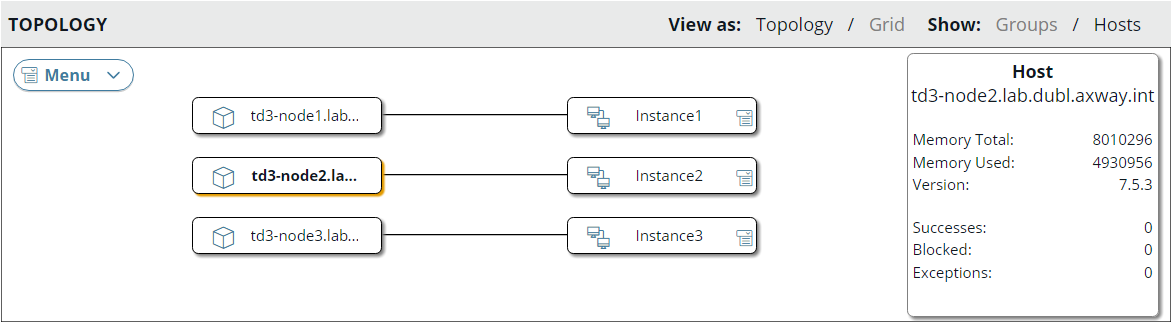 TOPOLOGY View as: Topology / Grid Show: Groups / Hosts
Menu
td3-node1.lab... Instance1
td3-node2.la... Instance2
td3-node3.lab... Instance3
Host
td3-node2.lab.dubl.axway.int
Memory Total: 8010296
Memory Used: 4930956
Version: 7.5.3
Successes: 0
Blocked: 0
Exceptions: 0